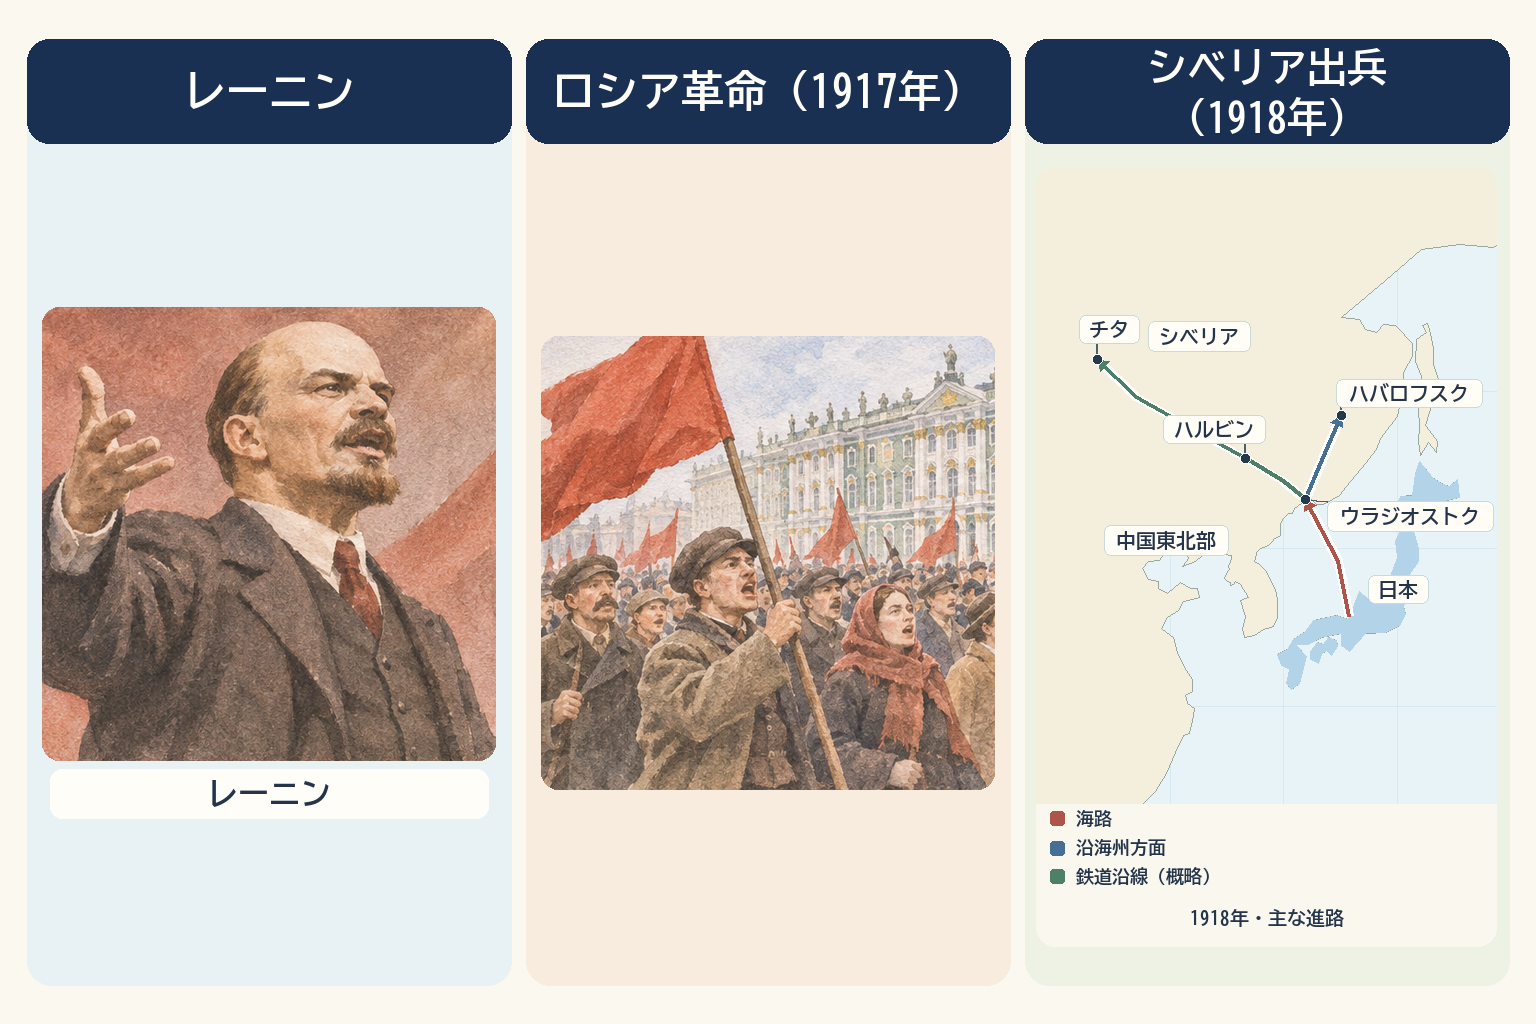 レーニン
レーニン
ロシア革命（1917年）
シベリア出兵
（1918年）
チタ
シベリア
ハバロフスク
ハルビン
ウラジオストク
中国東北部
日本
海路
沿海州方面
鉄道沿線（概略）
1918年・主な進路